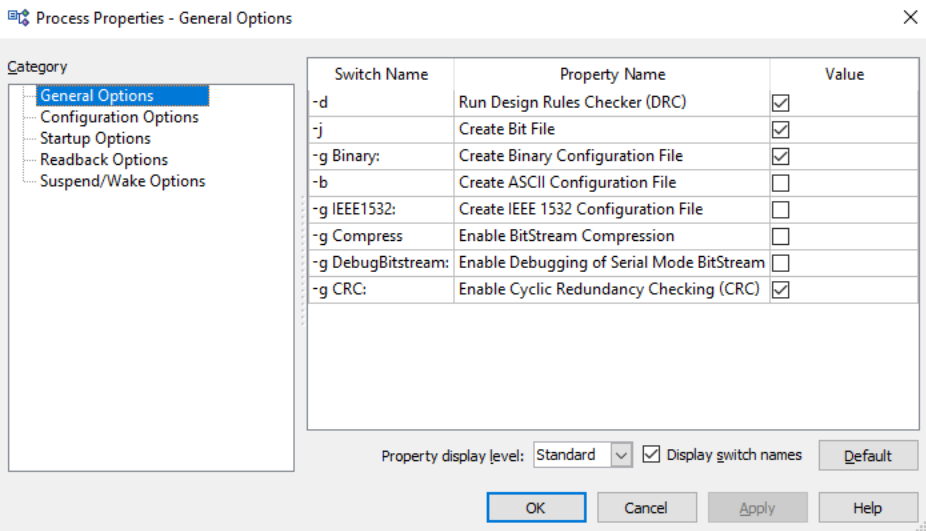 Process Properties - General Options
Category
General Options
Configuration Options
Startup Options
Readback Options
Suspend/Wake Options
Switch Name Property Name Value
-d Run Design Rules Checker (DRC)
-j Create Bit File
-g Binary: Create Binary Configuration File
-b Create ASCII Configuration File
-g IEEE1532: Create IEEE 1532 Configuration File
-g Compress Enable BitStream Compression
-g DebugBitstream: Enable Debugging of Serial Mode BitStream
-g CRC: Enable Cyclic Redundancy Checking (CRC)
Property display level: Standard Display switch names Default
OK Cancel Apply Help